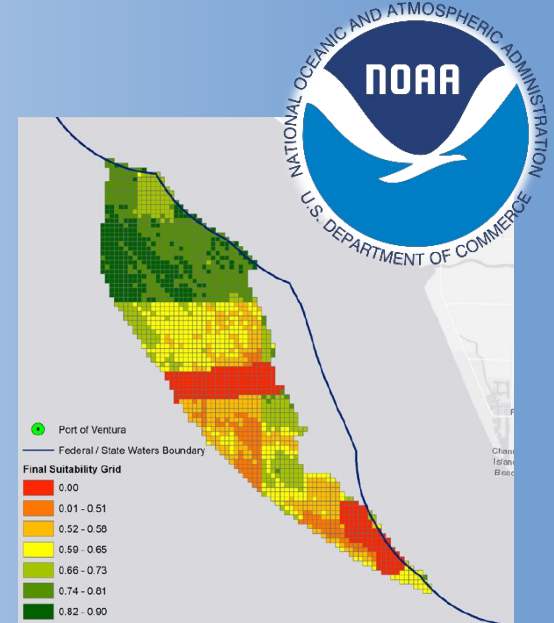 NATIONAL OCEANIC AND ATMOSPHERIC ADMINISTRATION
NOAA
U.S. DEPARTMENT OF COMMERCE
Port of Ventura
Federal / State Waters Boundary
Final Suitability Grid
0.00
0.01 - 0.51
0.52 - 0.58
0.59 - 0.65
0.66 - 0.73
0.74 - 0.81
0.82 - 0.90